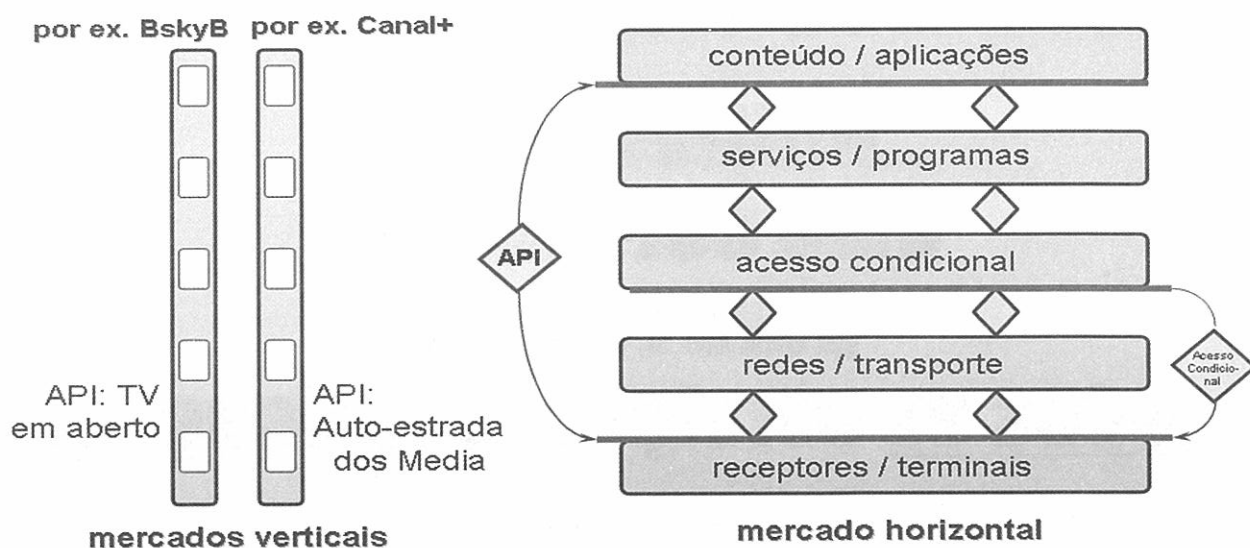 por ex. BskyB
por ex. Canal+
API: TV
em aberto
API:
Auto-estrada
dos Media
mercados verticais
conteúdo / aplicações
serviços / programas
API
acesso condicional
redes / transporte
Acesso
Condicio-
nal
receptores / terminais
mercado horizontal